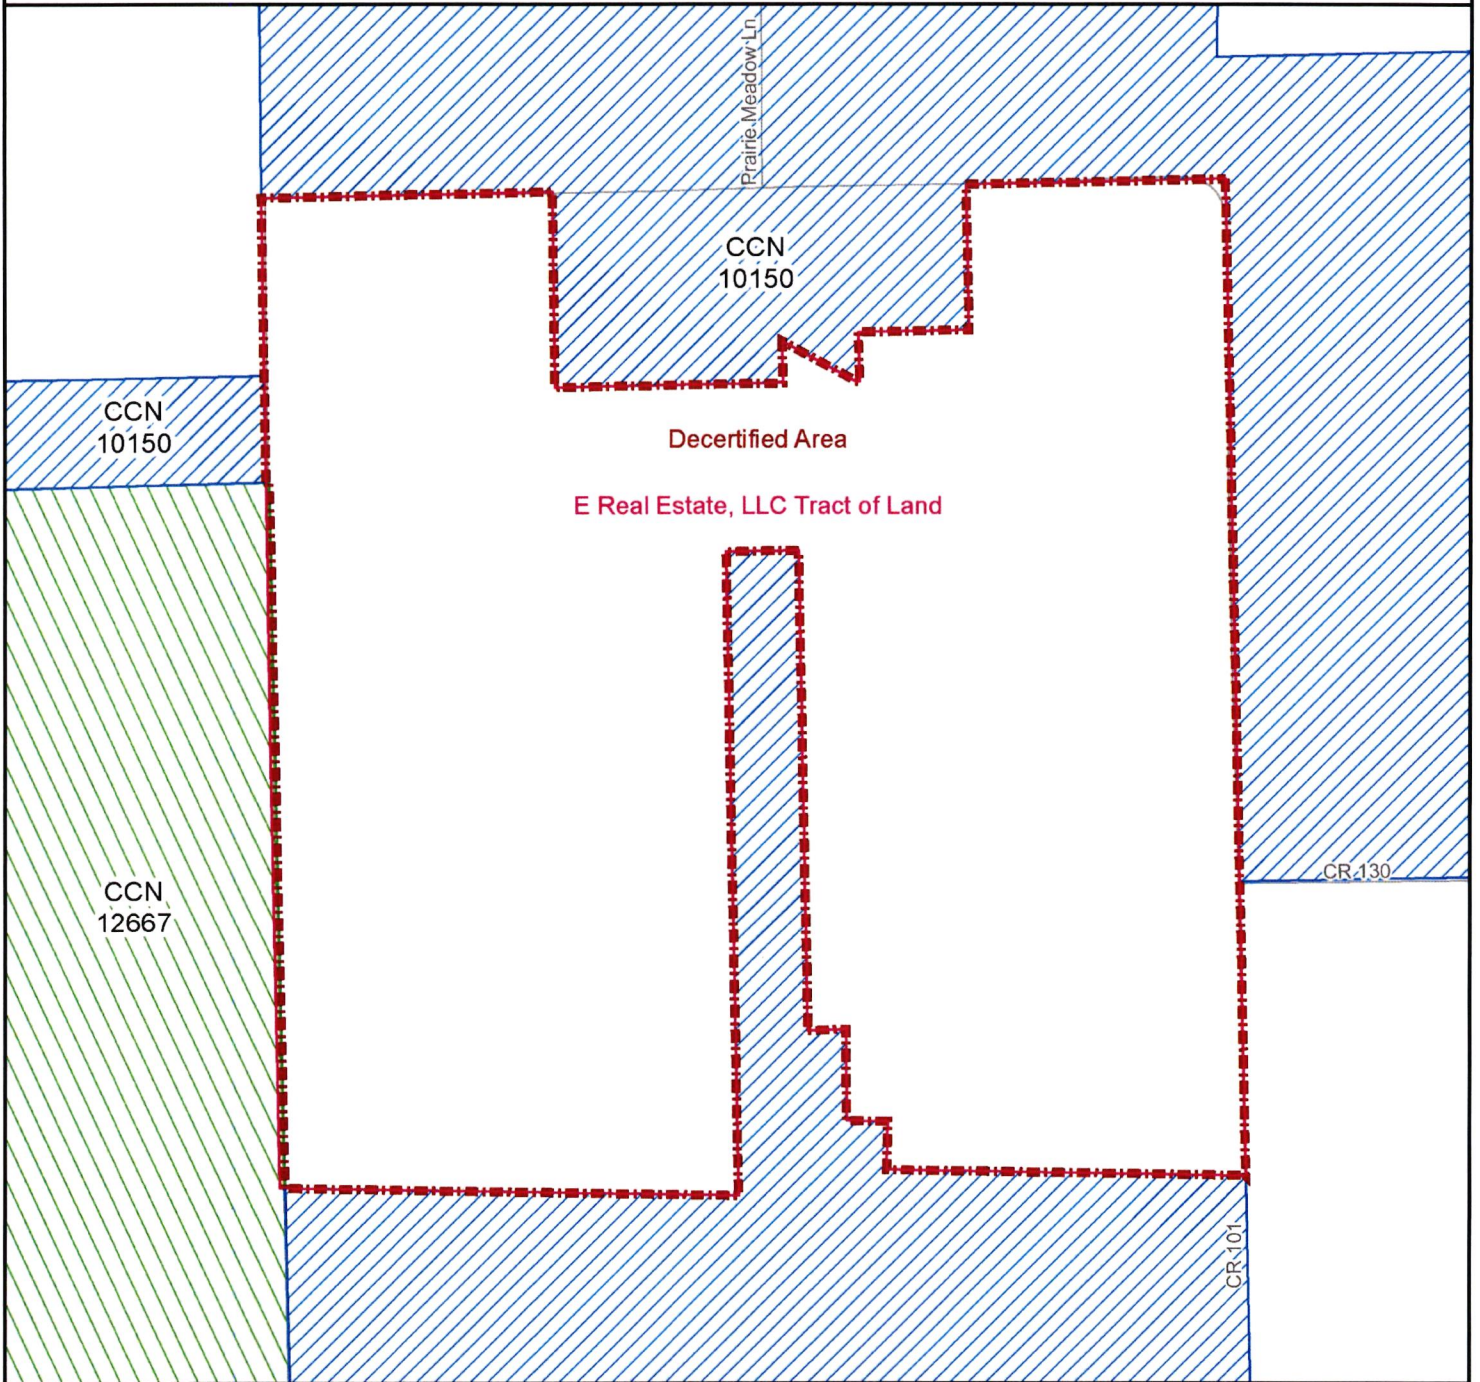 Prairie Meadow Ln
CCN
10150
CCN
10150
Decertified Area
E Real Estate, LLC Tract of Land
CR 130
CCN
12667
CR 101